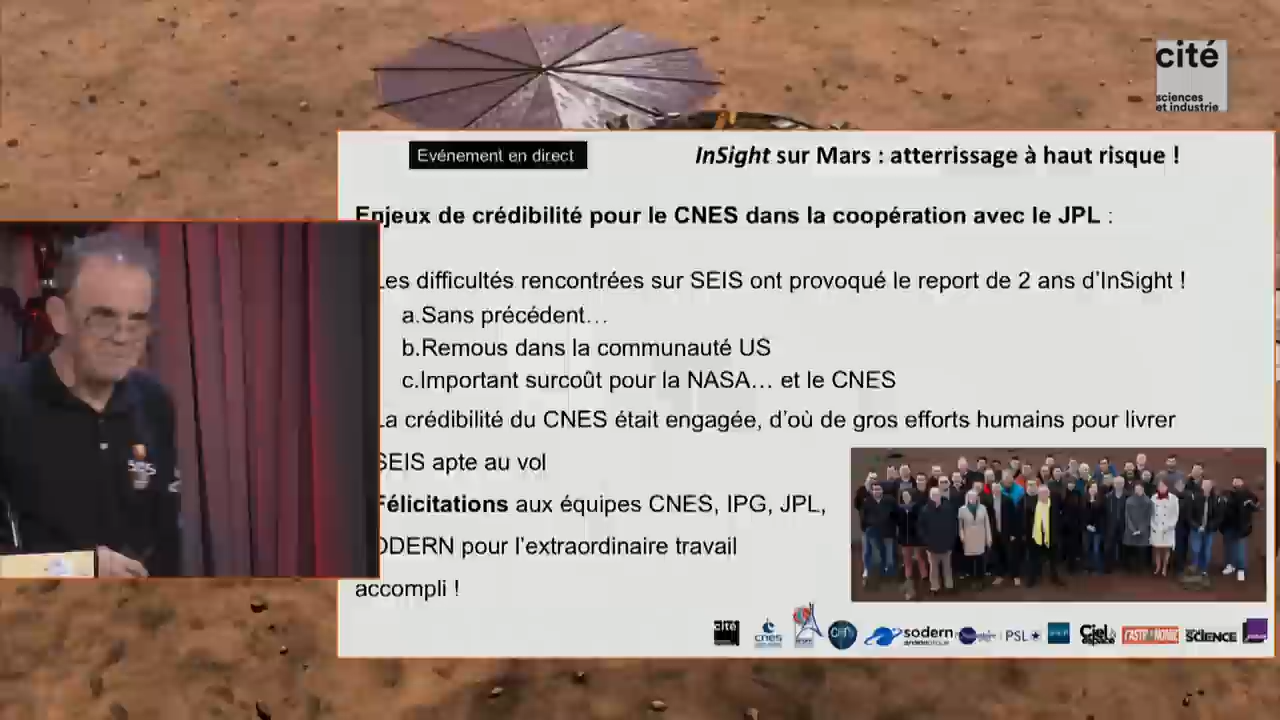 cité
sciences
et industrie
Evénement en direct
InSight sur Mars : atterrissage à haut risque !
Enjeux de crédibilité pour le CNES dans la coopération avec le JPL :
es difficultés rencontrées sur SEIS ont provoqué le report de 2 ans d'InSight !
a.Sans précédent…
b.Remous dans la communauté US
c.Important surcoût pour la NASA… et le CNES
a crédibilité du CNES était engagée, d'où de gros efforts humains pour livrer
SEIS apte au vol
Félicitations aux équipes CNES, IPG, JPL,
ODERN pour l'extraordinaire travail
accompli !
SEIS
cité
cnes
sodern
PSL
Ciel
espace
l'ASTRONOMIE
SCIENCE